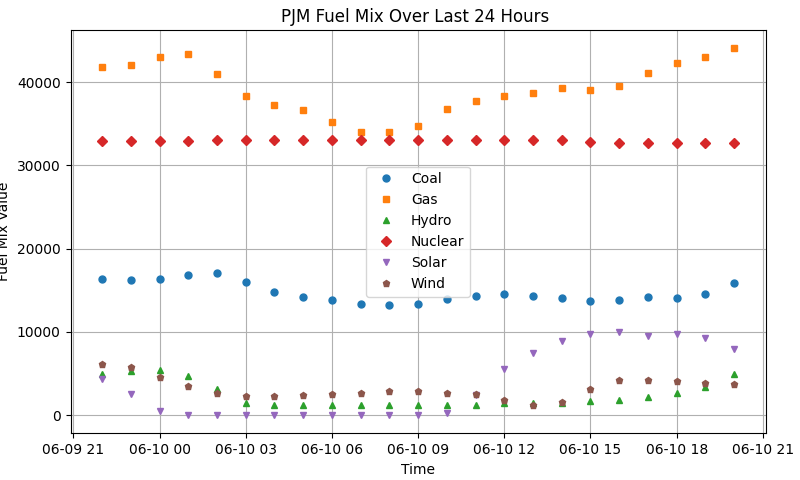 PJM Fuel Mix Over Last 24 Hours
Fuel Mix Value
40000
30000
20000
10000
0
Coal
Gas
Hydro
Nuclear
Solar
Wind
06-09 21 06-10 00 06-10 03 06-10 06 06-10 09 06-10 12 06-10 15 06-10 18 06-10 21
Time